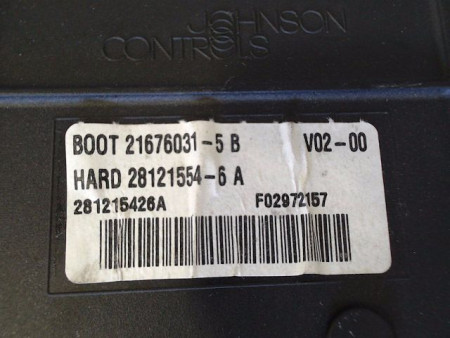 JOHNSON
CONTROLS
BOOT 21676031-5 B V02-00
HARD 28121554-6 A
281215426A F02972157